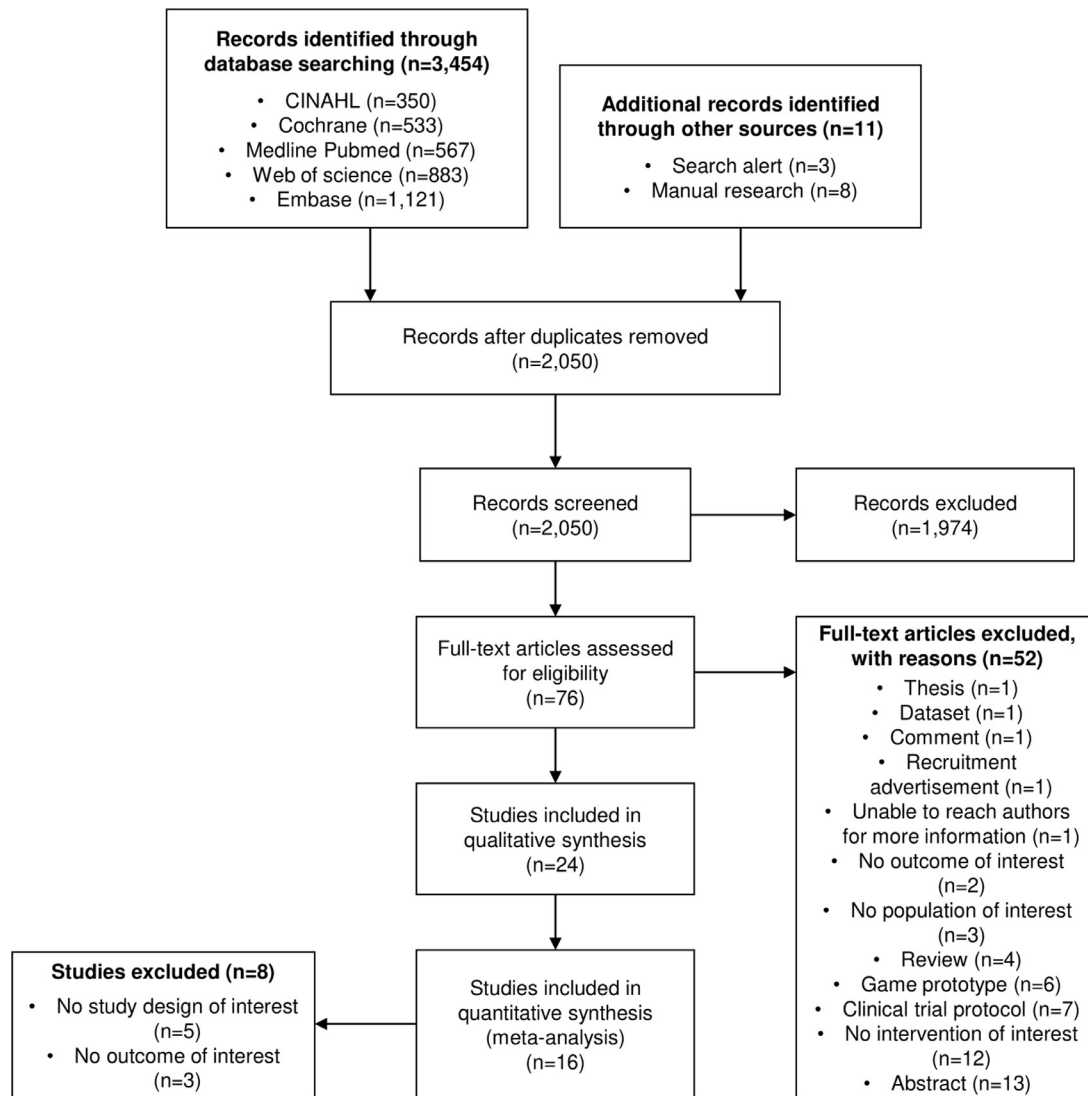 Records identified through
database searching (n=3,454)
• CINAHL (n=350)
• Cochrane (n=533)
• Medline Pubmed (n=567)
• Web of science (n=883)
• Embase (n=1,121)
Additional records identified
through other sources (n=11)
• Search alert (n=3)
• Manual research (n=8)
Records after duplicates removed
(n=2,050)
Records screened
(n=2,050)
Records excluded
(n=1,974)
Full-text articles assessed
for eligibility
(n=76)
Full-text articles excluded,
with reasons (n=52)
• Thesis (n=1)
• Dataset (n=1)
• Comment (n=1)
• Recruitment
advertisement (n=1)
• Unable to reach authors
for more information (n=1)
• No outcome of interest
(n=2)
• No population of interest
(n=3)
• Review (n=4)
• Game prototype (n=6)
• Clinical trial protocol (n=7)
• No intervention of interest
(n=12)
• Abstract (n=13)
Studies included in
qualitative synthesis
(n=24)
Studies included in
quantitative synthesis
(meta-analysis)
(n=16)
Studies excluded (n=8)
• No study design of interest
(n=5)
• No outcome of interest
(n=3)